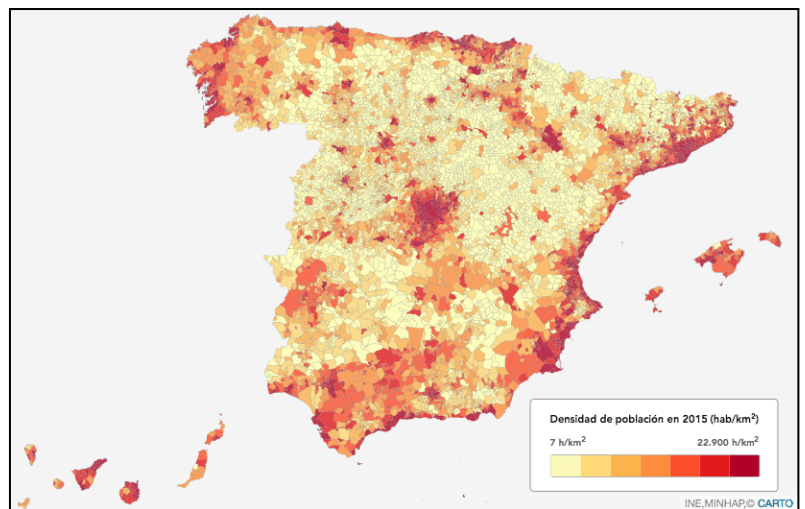 Densidad de población en 2015 (hab/km²)
7 h/km² 22.900 h/km²
INE,MINHAP,© CARTO